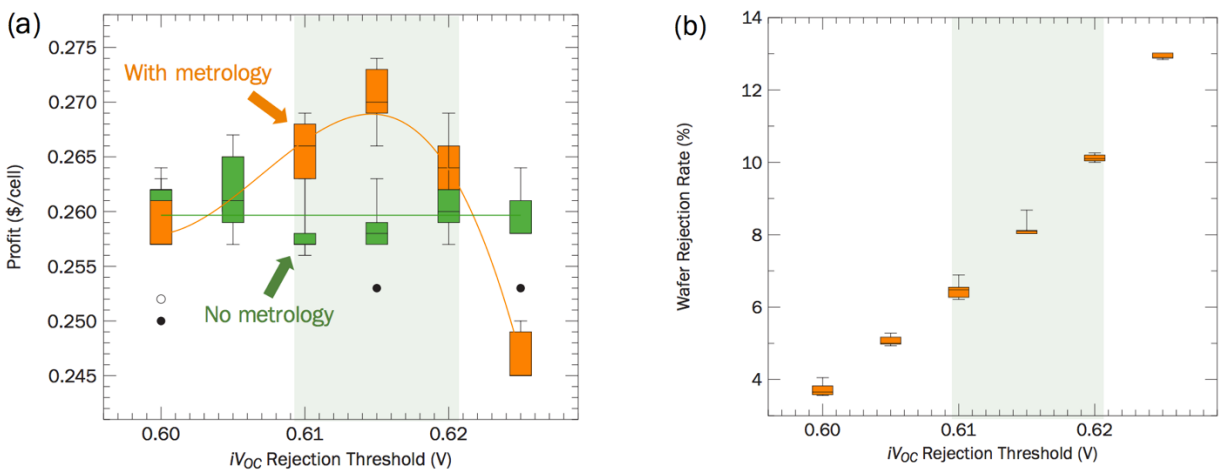 (a)
Profit ($/cell)
0.275
0.270
0.265
0.260
0.255
0.250
0.245
With metrology
No metrology
0.60 0.61 0.62
iVOC Rejection Threshold (V)
(b)
Wafer Rejection Rate (%)
14
12
10
8
6
4
0.60 0.61 0.62
iVOC Rejection Threshold (V)